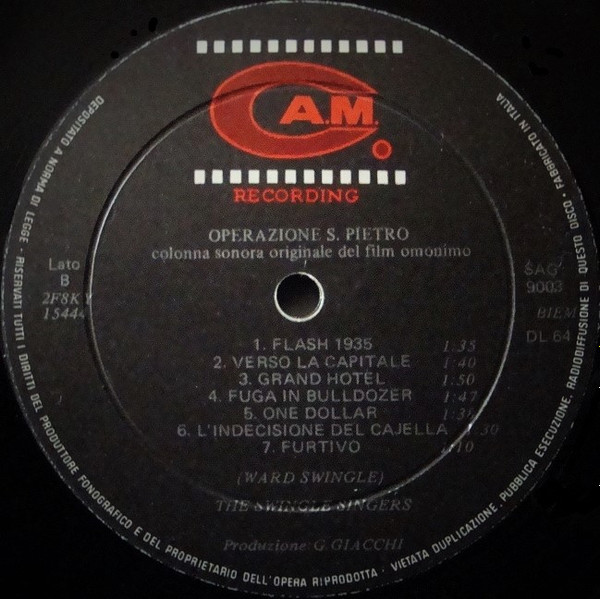 C.A.M.
RECORDING
OPERAZIONE S. PIETRO
colonna sonora originale del film omonimo
Lato
B
2F8KY
15444
SAG
9003
BIEM
DL 64
1. FLASH 1935 1:35
2. VERSO LA CAPITALE 1:40
3. GRAND HOTEL 1:50
4. FUGA IN BULLDOZER 1:47
5. ONE DOLLAR
6. L'INDECISIONE DEL CAJELLA
7. FURTIVO
(WARD SWINGLE)
THE SWINGLE SINGERS
Produzione: G. GIACCHI
DEPOSITATO A NORMA DI LEGGE · RISERVATI TUTTI I DIRITTI DEL PRODUTTORE FONOGRAFICO E DEL PROPRIETARIO DELL'OPERA RIPRODOTTA · VIETATA DUPLICAZIONE, PUBBLICA ESECUZIONE, RADIODIFFUSIONE DI QUESTO DISCO · FABBRICATO IN ITALIA